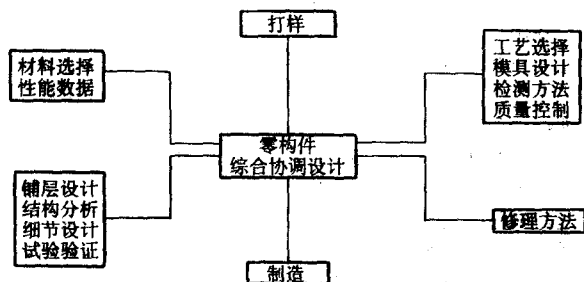 打样
材料选择
性能数据
工艺选择
模具设计
检测方法
质量控制
零构件
综合协调设计
铺层设计
结构分析
细节设计
试验验证
修理方法
制造